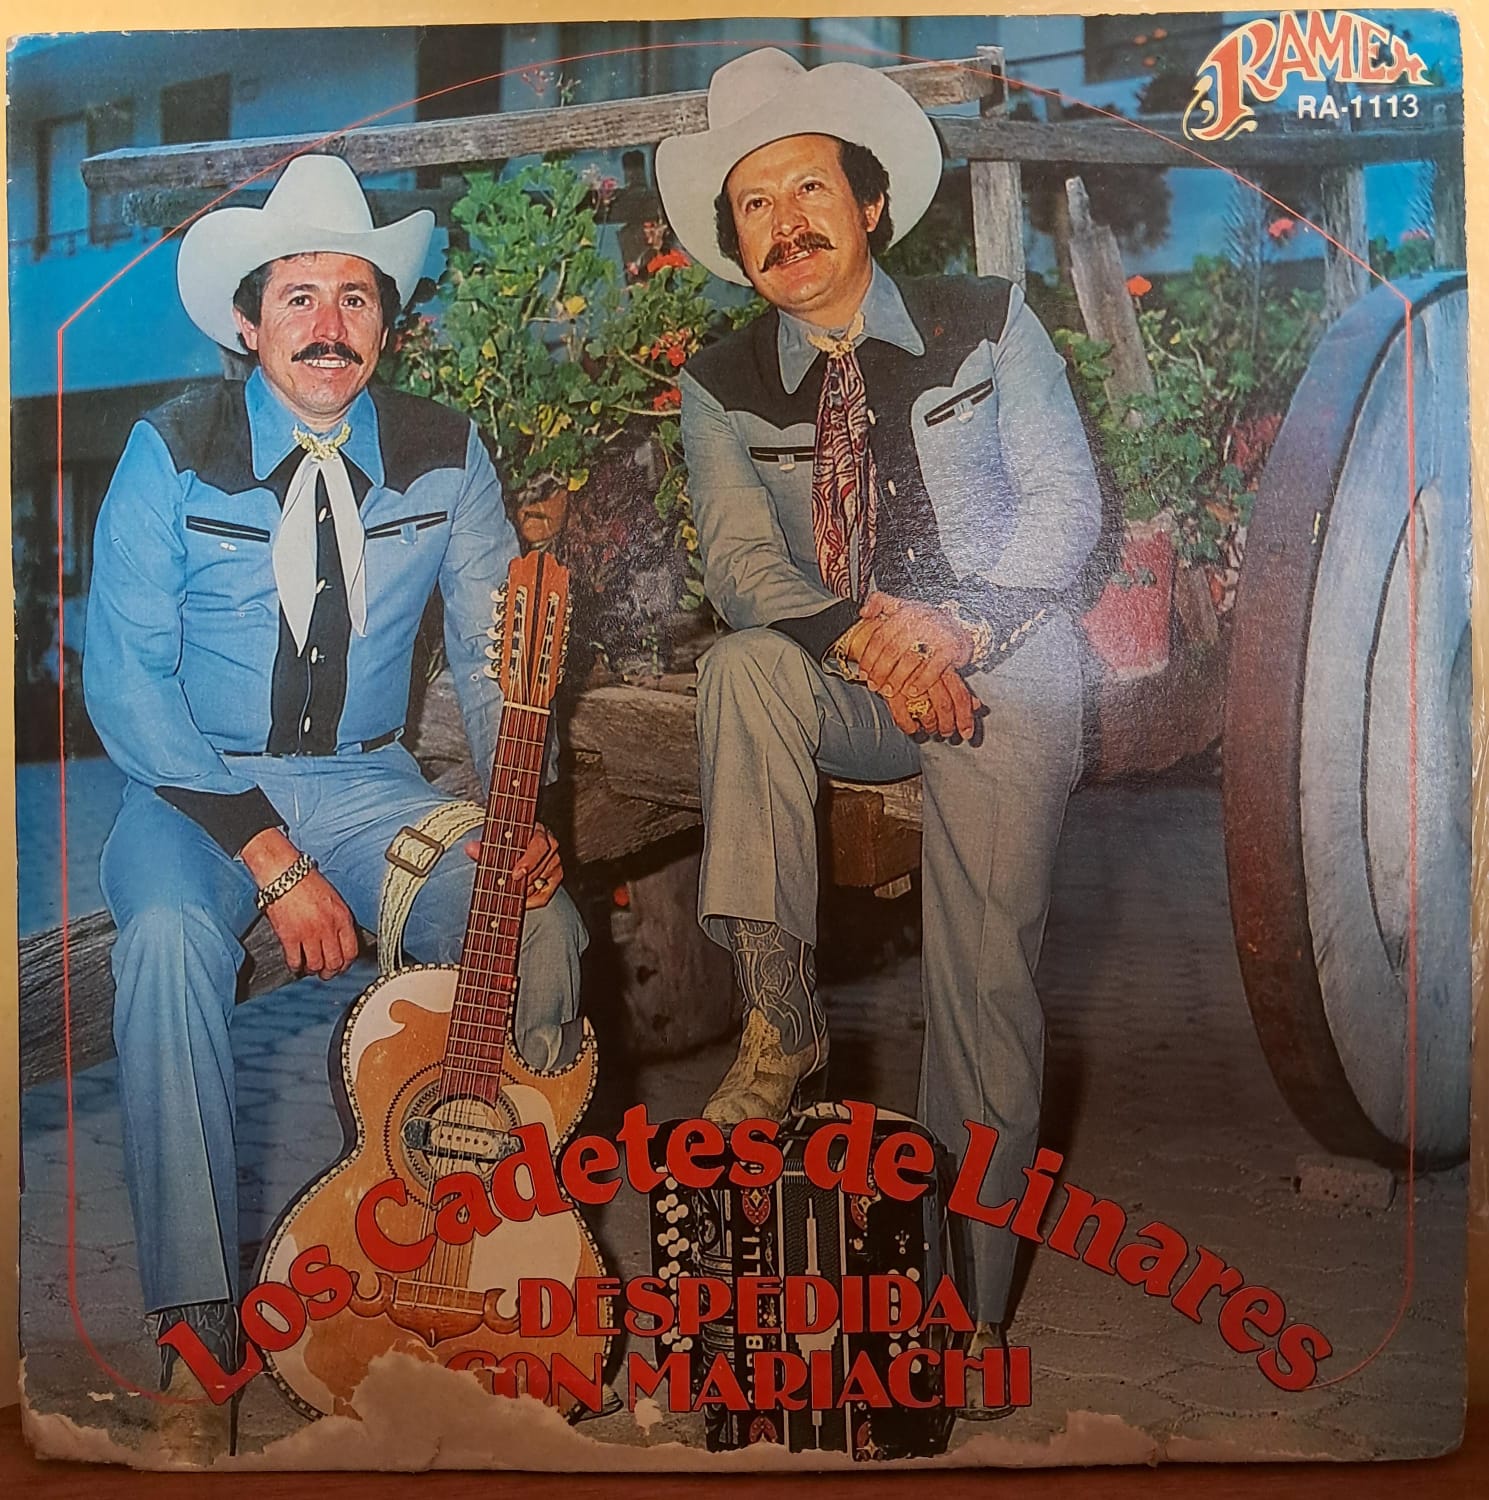 RAMEX
RA-1113
Los Cadetes de Linares
DESPEDIDA
CON MARIACHI